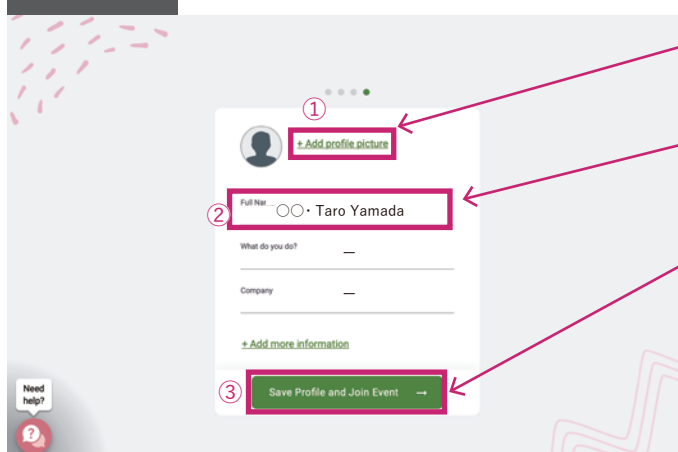 ①
+ Add profile picture
② Full Nar...
○○・Taro Yamada
What do you do?
—
Company
—
+ Add more information
③ Save Profile and Join Event →
Need
help?
?